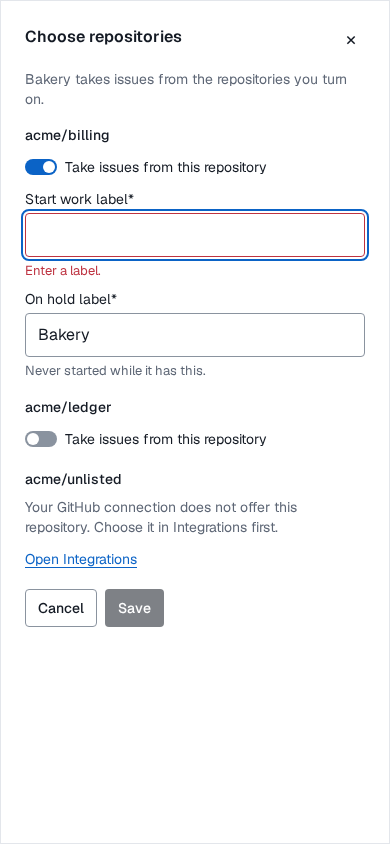 Choose repositories
×
Bakery takes issues from the repositories you turn
on.
acme/billing
Take issues from this repository
Start work label*
Enter a label.
On hold label*
Bakery
Never started while it has this.
acme/ledger
Take issues from this repository
acme/unlisted
Your GitHub connection does not offer this
repository. Choose it in Integrations first.
Open Integrations
Cancel
Save